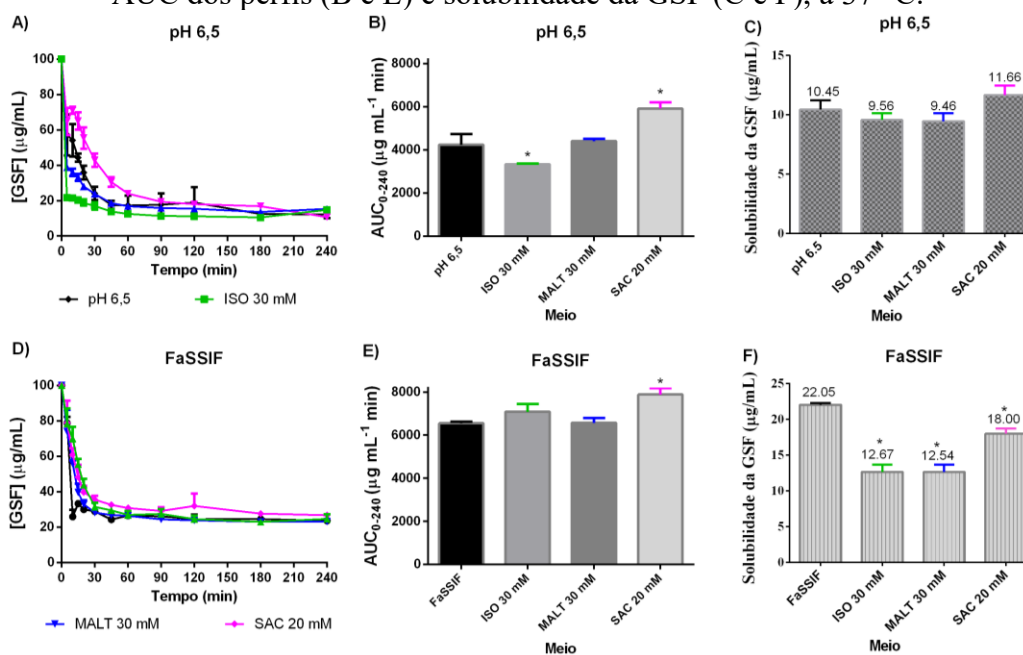 AUC dos perfis (B e E) e solubilidade da GSF (C e F), a 37 °C.
A)
pH 6,5
[GSF] (µg/mL)
100
80
60
40
20
0
0 30 60 90 120 150 180 210 240
Tempo (min)
pH 6,5
ISO 30 mM
B)
pH 6,5
AUC0-240 (µg mL-1 min)
8000
6000
4000
2000
0
*
*
pH 6,5
ISO 30 mM
MALT 30 mM
SAC 20 mM
Meio
C)
pH 6,5
Solubilidade da GSF (µg/mL)
15
10
5
0
10.45
9.56
9.46
11.66
pH 6,5
ISO 30 mM
MALT 30 mM
SAC 20 mM
Meio
D)
FaSSIF
[GSF] (µg/mL)
100
80
60
40
20
0
0 30 60 90 120 150 180 210 240
Tempo (min)
MALT 30 mM
SAC 20 mM
E)
FaSSIF
AUC0-240 (µg mL-1 min)
8000
6000
4000
2000
0
*
FaSSIF
ISO 30 mM
MALT 30 mM
SAC 20 mM
Meio
F)
FaSSIF
Solubilidade da GSF (µg/mL)
25
20
15
10
5
0
22.05
*
12.67
*
12.54
*
18.00
FaSSIF
ISO 30 mM
MALT 30 mM
SAC 20 mM
Meio